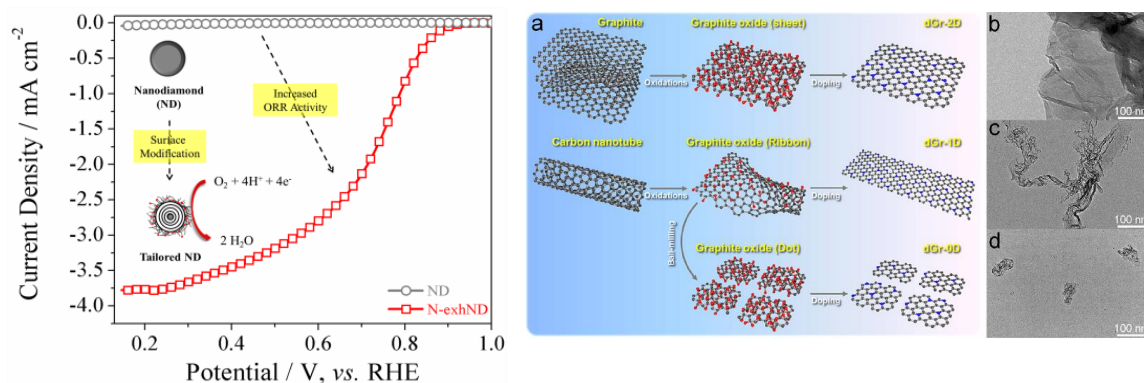 0.0
-0.5
-1.0
-1.5
-2.0
-2.5
-3.0
-3.5
-4.0
Current Density / mA cm⁻²
Nanodiamond
(ND)
Surface
Modification
Increased
ORR Activity
O₂ + 4H⁺ + 4e⁻
2 H₂O
Tailored ND
ND
N-exhND
0.2 0.4 0.6 0.8 1.0
Potential / V, vs. RHE
a
Graphite
Graphite oxide (sheet)
dGr-2D
Oxidations
Doping
Carbon nanotube
Graphite oxide (Ribbon)
dGr-1D
Oxidations
Doping
Ball-milling
Graphite oxide (Dot)
dGr-0D
Doping
b
100 nm
c
100 nm
d
100 nm